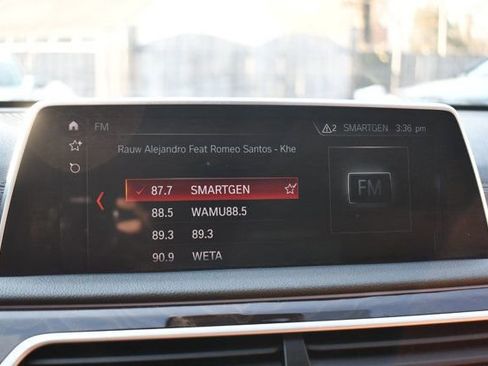 FM
2 SMARTGEN 3:36 pm
Rauw Alejandro Feat Romeo Santos - Khe
87.7 SMARTGEN
88.5 WAMU88.5
89.3 89.3
90.9 WETA
FM